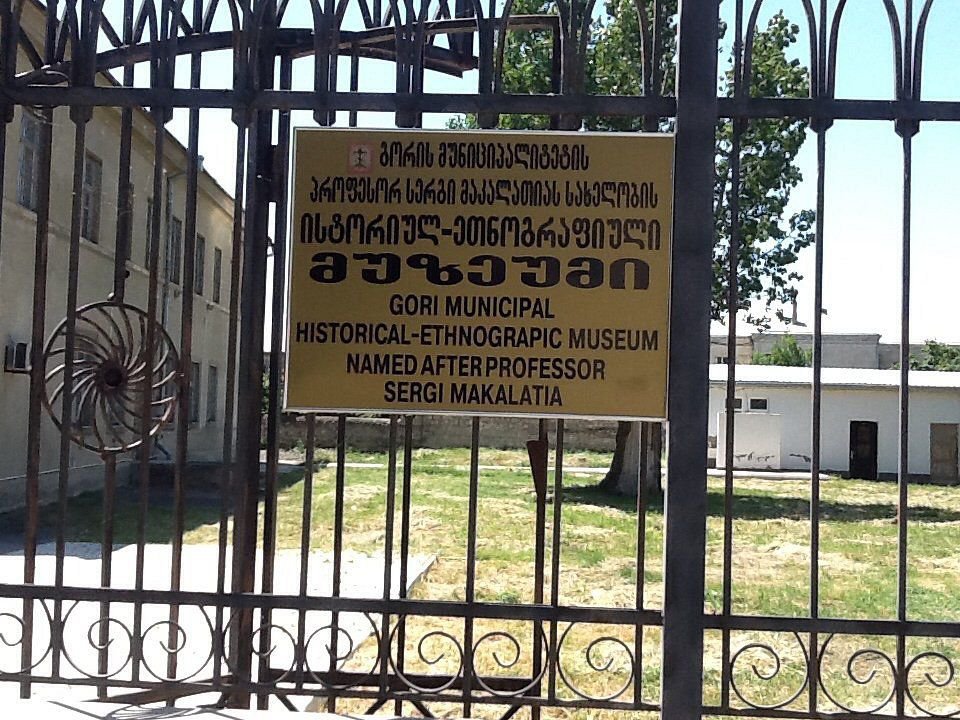 გორის მუნიციპალიტეტის
პროფესორ სერგი მაკალათიას სახელობის
ისტორიულ-ეთნოგრაფიული
მუზეუმი
GORI MUNICIPAL
HISTORICAL-ETHNOGRAPIC MUSEUM
NAMED AFTER PROFESSOR
SERGI MAKALATIA